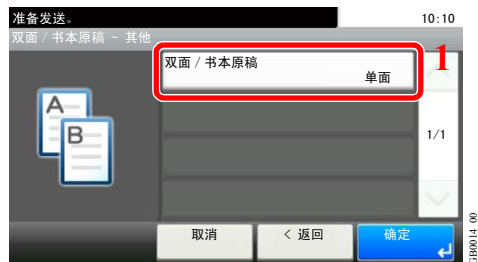 准备发送。
10:10
双面 / 书本原稿 - 其他
双面 / 书本原稿
单面
1
A
B
1/1
取消
< 返回
确定
GB0014_00